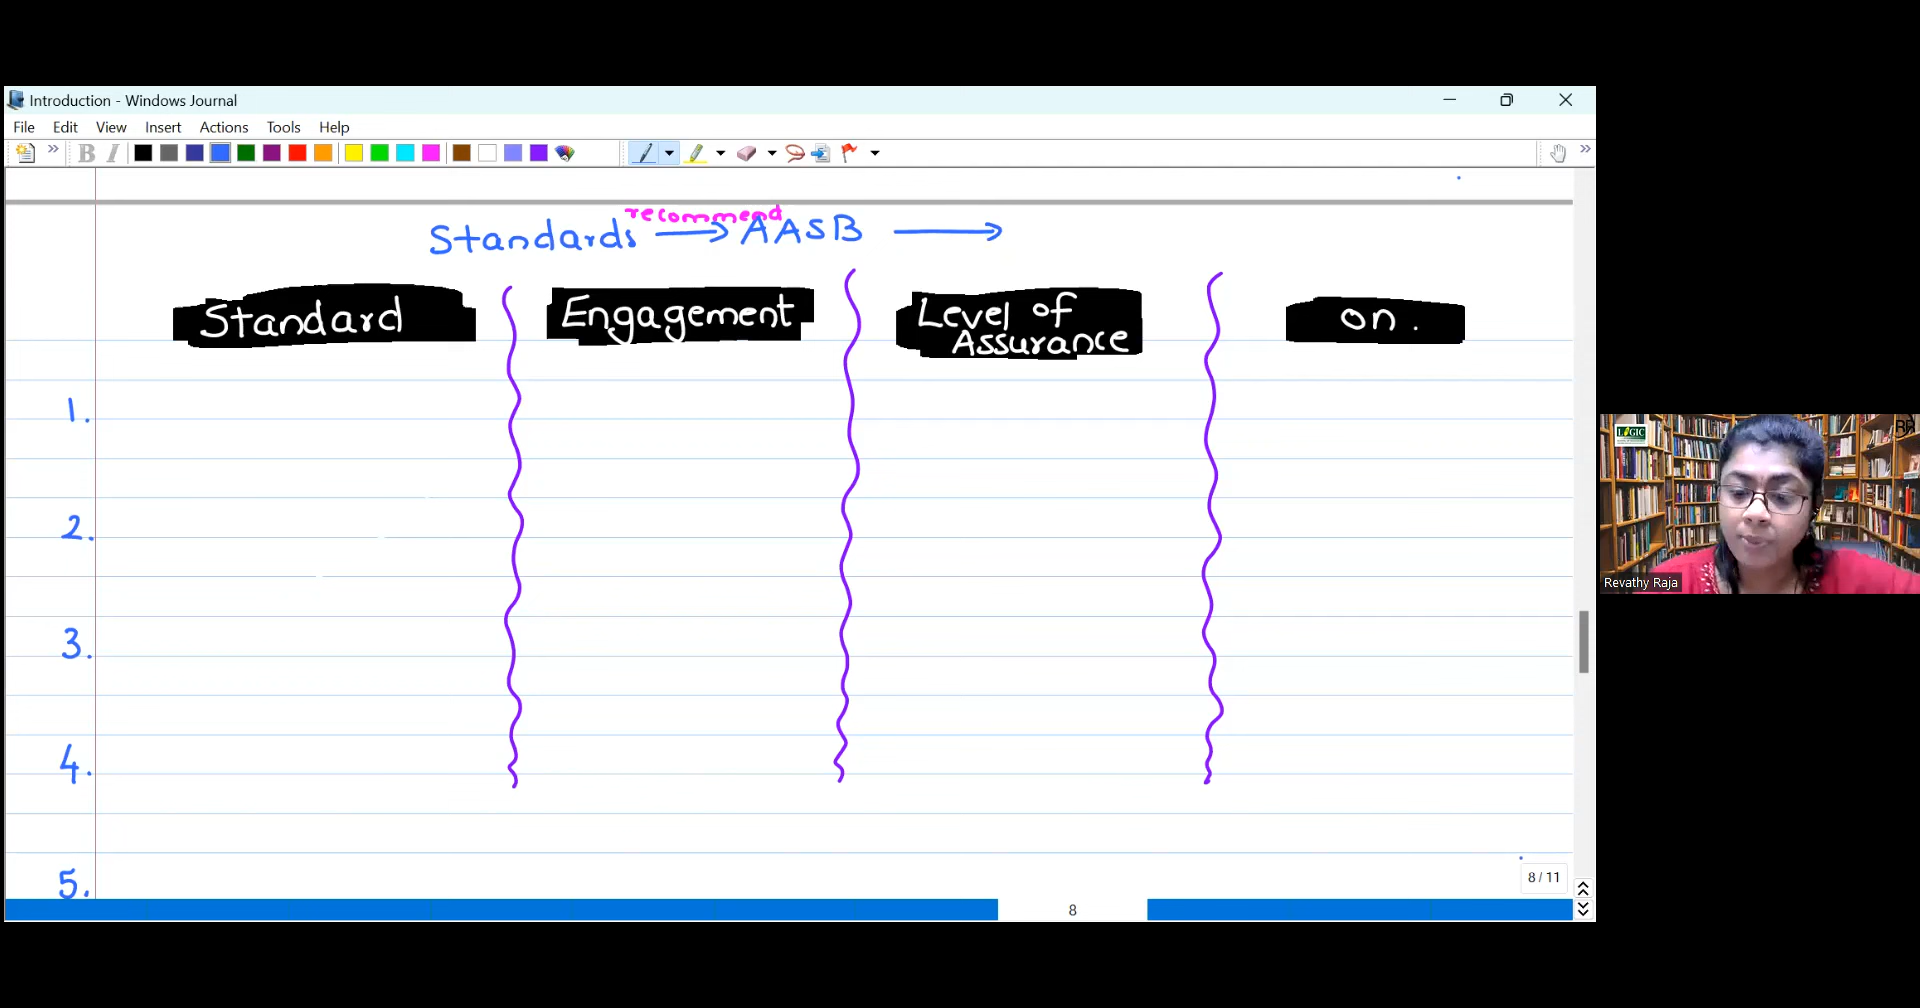 Introduction - Windows Journal
File Edit View Insert Actions Tools Help
B I
recommend
Standards → AASB →
Standard Engagement Level of Assurance on .
1.
2.
3.
4.
5.
8 / 11
8
LOGIC
Revathy Raja